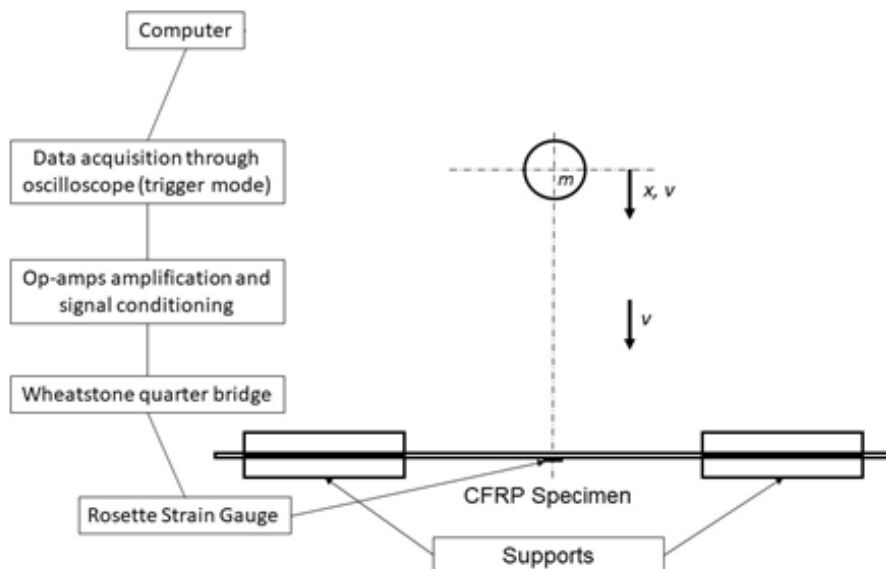 Computer
Data acquisition through
oscilloscope (trigger mode)
Op-amps amplification and
signal conditioning
Wheatstone quarter bridge
Rosette Strain Gauge
m
x, v
v
CFRP Specimen
Supports